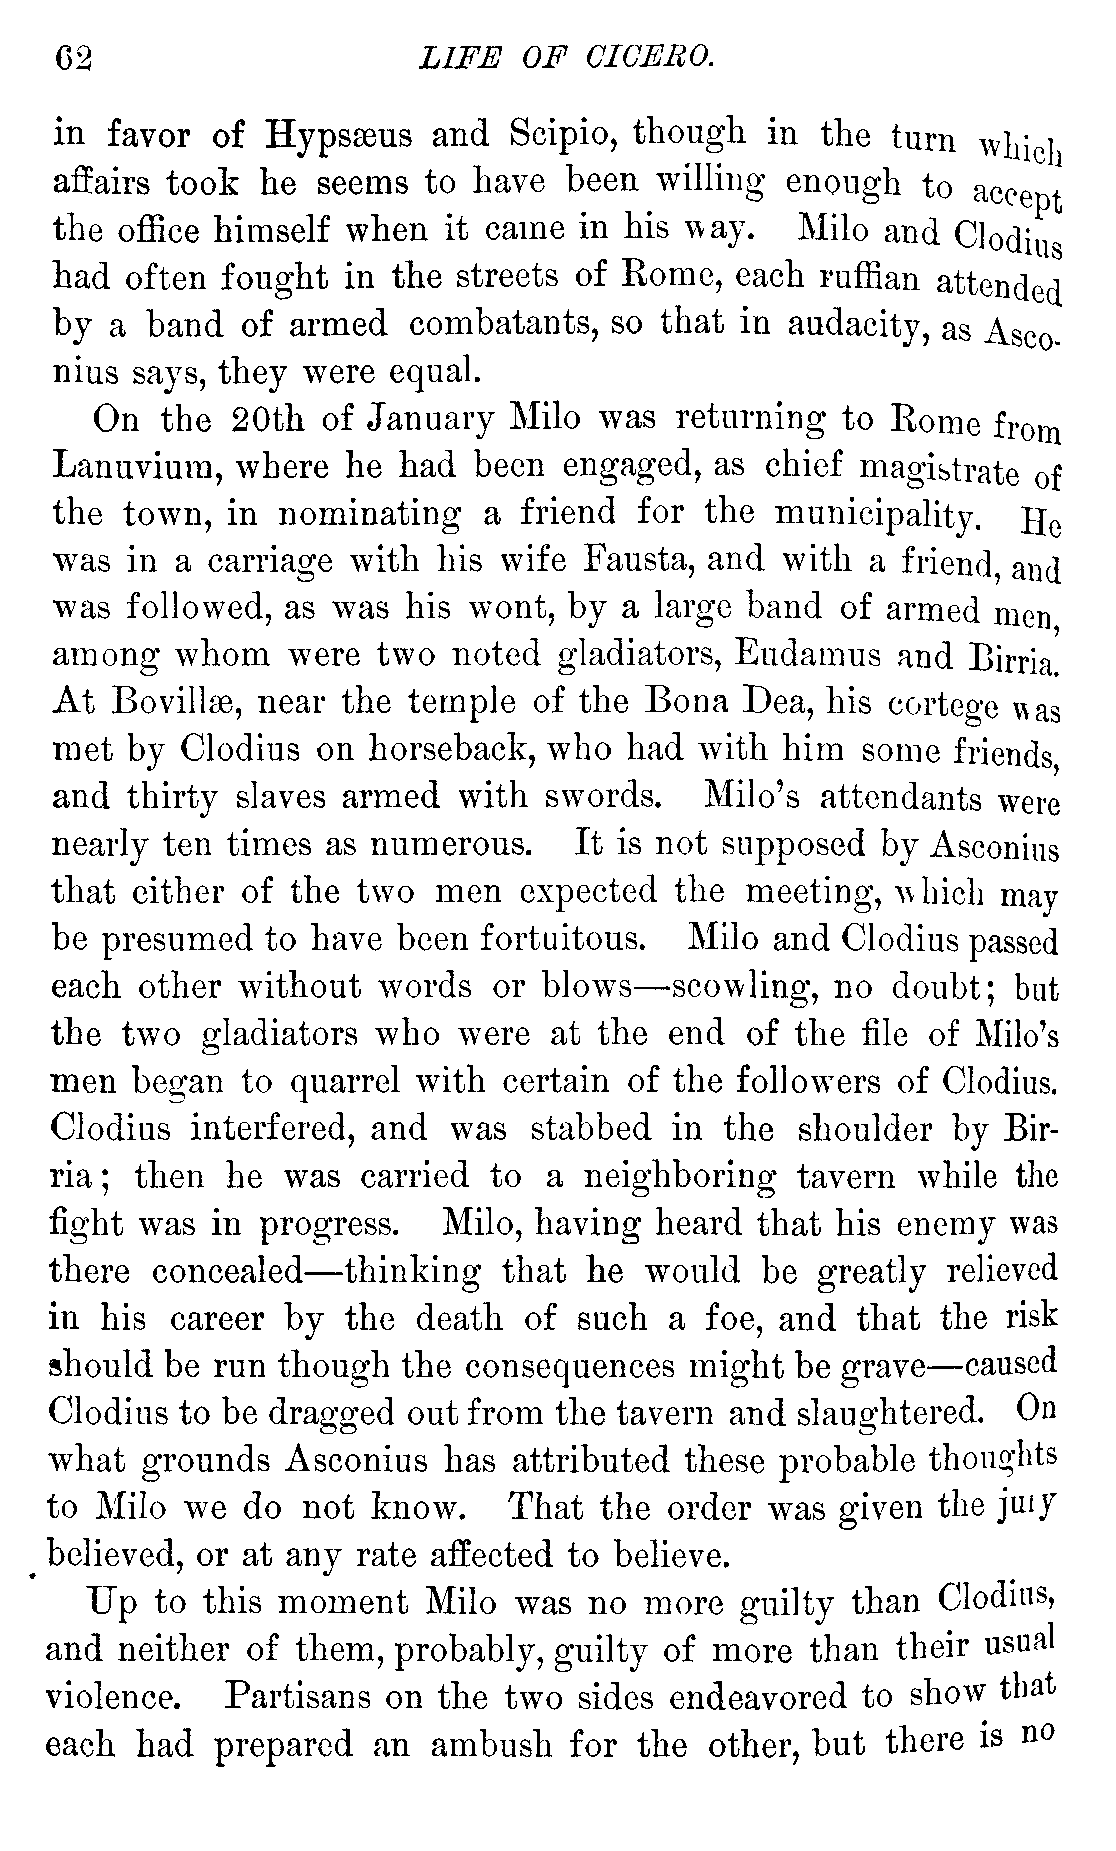 62 LIFE OF CICERO.
in favor of Hypsæus and Scipio, though in the turn which
affairs took he seems to have been willing enough to accept
the office himself when it came in his way. Milo and Clodius
had often fought in the streets of Rome, each ruffian attended
by a band of armed combatants, so that in audacity, as Asco-
nius says, they were equal.
On the 20th of January Milo was returning to Rome from
Lanuvium, where he had been engaged, as chief magistrate of
the town, in nominating a friend for the municipality. He
was in a carriage with his wife Fausta, and with a friend, and
was followed, as was his wont, by a large band of armed men,
among whom were two noted gladiators, Eudamus and Birria.
At Bovillæ, near the temple of the Bona Dea, his cortege was
met by Clodius on horseback, who had with him some friends,
and thirty slaves armed with swords. Milo's attendants were
nearly ten times as numerous. It is not supposed by Asconius
that either of the two men expected the meeting, which may
be presumed to have been fortuitous. Milo and Clodius passed
each other without words or blows—scowling, no doubt; but
the two gladiators who were at the end of the file of Milo's
men began to quarrel with certain of the followers of Clodius.
Clodius interfered, and was stabbed in the shoulder by Bir-
ria; then he was carried to a neighboring tavern while the
fight was in progress. Milo, having heard that his enemy was
there concealed—thinking that he would be greatly relieved
in his career by the death of such a foe, and that the risk
should be run though the consequences might be grave—caused
Clodius to be dragged out from the tavern and slaughtered. On
what grounds Asconius has attributed these probable thoughts
to Milo we do not know. That the order was given the jury
believed, or at any rate affected to believe.
Up to this moment Milo was no more guilty than Clodius,
and neither of them, probably, guilty of more than their usual
violence. Partisans on the two sides endeavored to show that
each had prepared an ambush for the other, but there is no